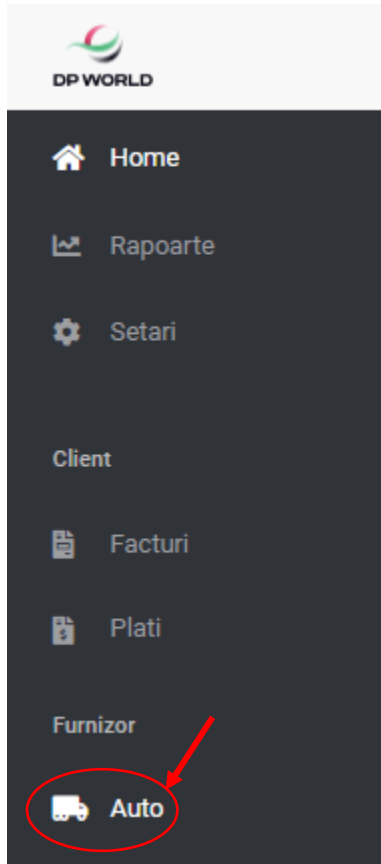 DP WORLD
Home
Rapoarte
Setari
Client
Facturi
Plati
Furnizor
Auto